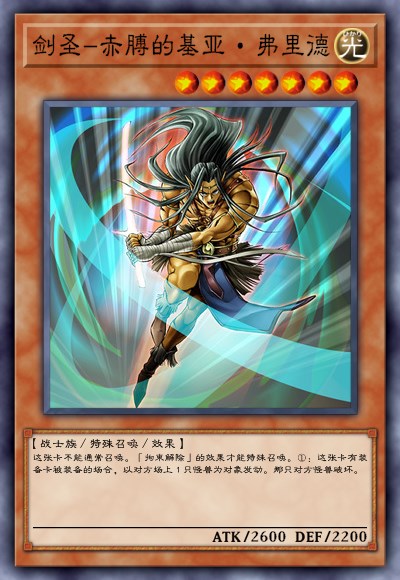 剑圣-赤膊的基亚·弗里德
光
ひかり
【战士族/特殊召唤/效果】
这张卡不能通常召唤。「拘束解除」的效果才能特殊召唤。①:这张卡有装
备卡被装备的场合,以对方场上1只怪兽为对象发动。那只对方怪兽破坏。
ATK/2600 DEF/2200